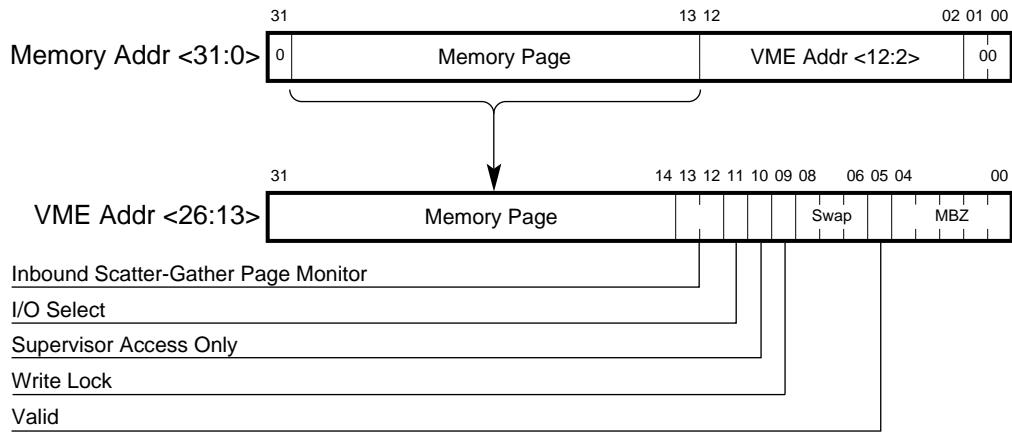 31 13 12 02 01 00
Memory Addr <31:0> 0 Memory Page VME Addr <12:2> 00
31 14 13 12 11 10 09 08 06 05 04 00
VME Addr <26:13> Memory Page Swap MBZ
Inbound Scatter-Gather Page Monitor
I/O Select
Supervisor Access Only
Write Lock
Valid